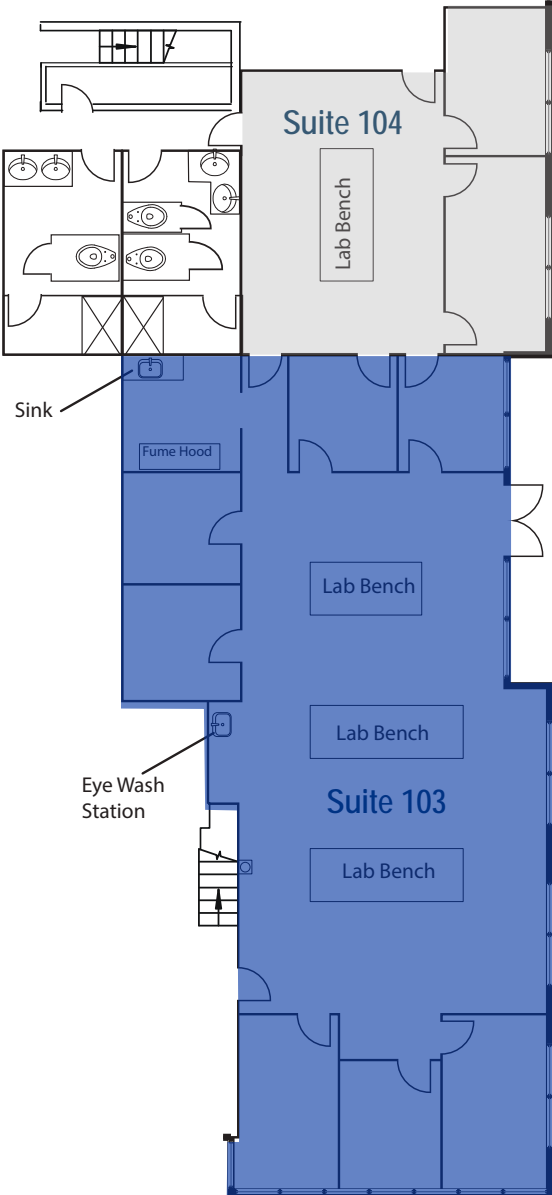 Suite 104
Lab Bench
Sink
Fume Hood
Lab Bench
Lab Bench
Eye Wash
Station
Suite 103
Lab Bench